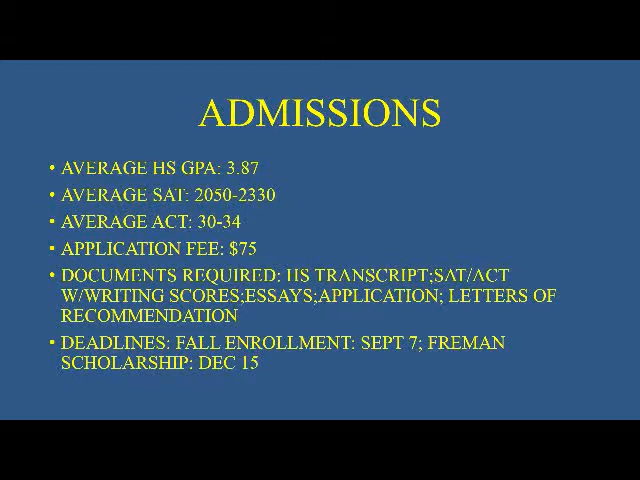 ADMISSIONS
• AVERAGE HS GPA: 3.87
• AVERAGE SAT: 2050-2330
• AVERAGE ACT: 30-34
• APPLICATION FEE: $75
• DOCUMENTS REQUIRED: HS TRANSCRIPT;SAT/ACT
W/WRITING SCORES;ESSAYS;APPLICATION; LETTERS OF
RECOMMENDATION
• DEADLINES: FALL ENROLLMENT: SEPT 7; FREMAN
SCHOLARSHIP: DEC 15